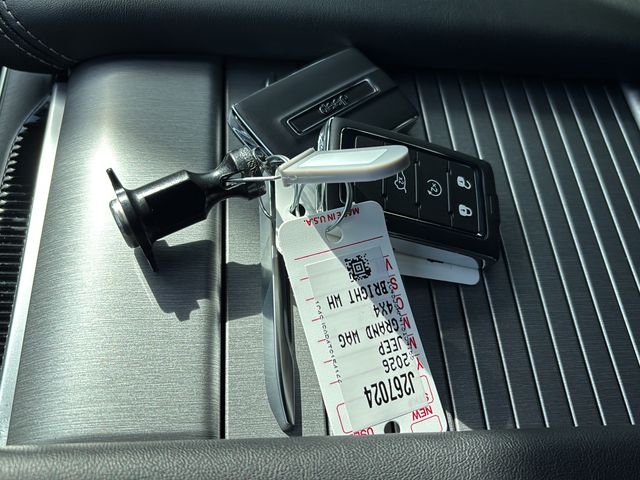 Jeep
MADE IN U.S.A.
J267024
2026
JEEP
GRAND WAG
4X4
BRIGHT WH
Y
M
M
C
S
V
NEW